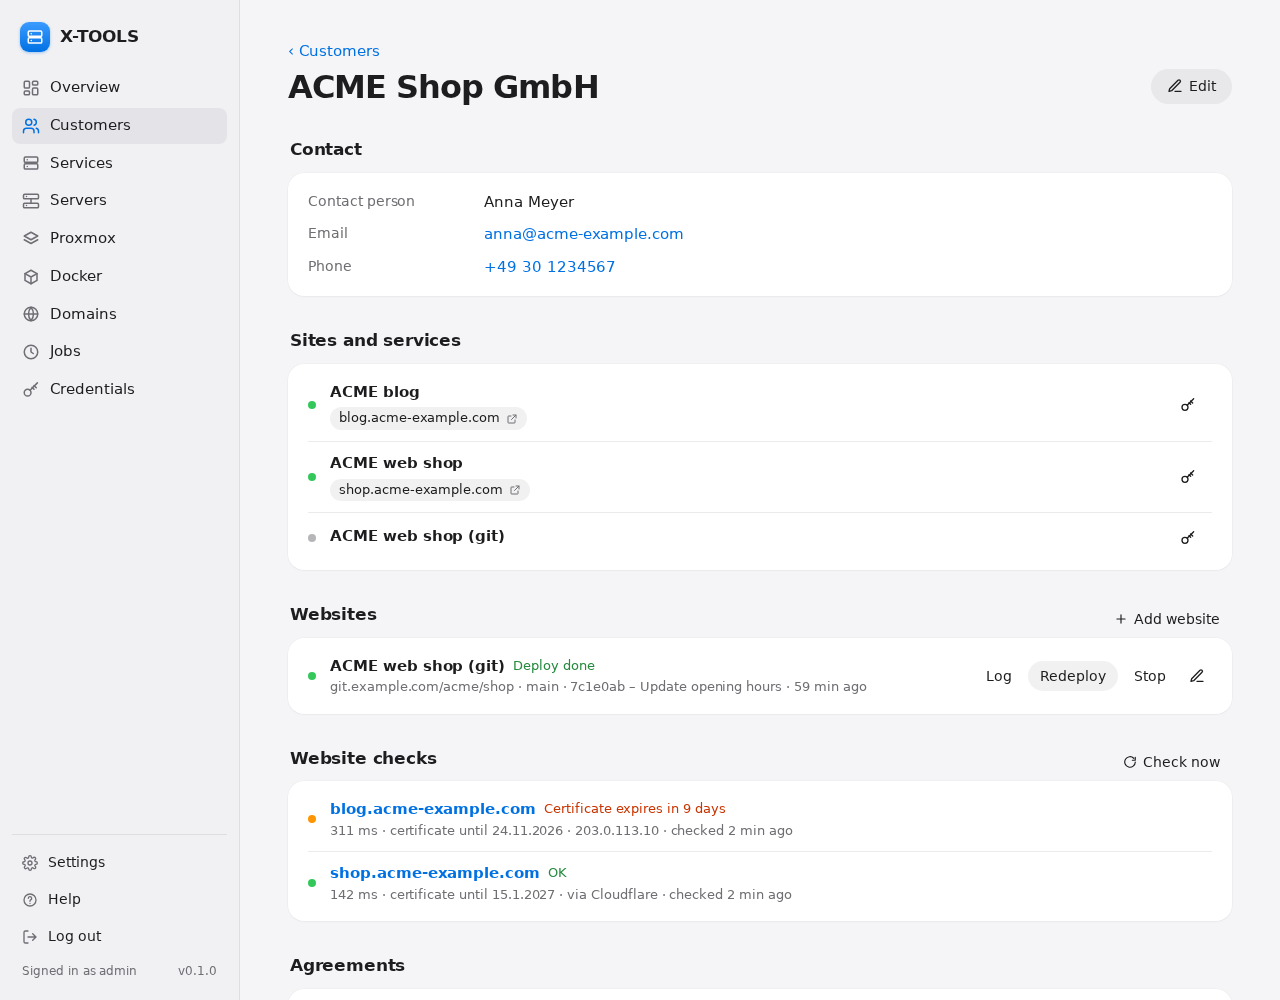 X-TOOLS
Overview
Customers
Services
Servers
Proxmox
Docker
Domains
Jobs
Credentials
Settings
Help
Log out
Signed in as admin v0.1.0
‹ Customers
ACME Shop GmbH
Edit
Contact
Contact person Anna Meyer
Email anna@acme-example.com
Phone +49 30 1234567
Sites and services
ACME blog
blog.acme-example.com
ACME web shop
shop.acme-example.com
ACME web shop (git)
Websites
Add website
ACME web shop (git) Deploy done
git.example.com/acme/shop · main · 7c1e0ab – Update opening hours · 59 min ago
Log Redeploy Stop
Website checks
Check now
blog.acme-example.com Certificate expires in 9 days
311 ms · certificate until 24.11.2026 · 203.0.113.10 · checked 2 min ago
shop.acme-example.com OK
142 ms · certificate until 15.1.2027 · via Cloudflare · checked 2 min ago
Agreements